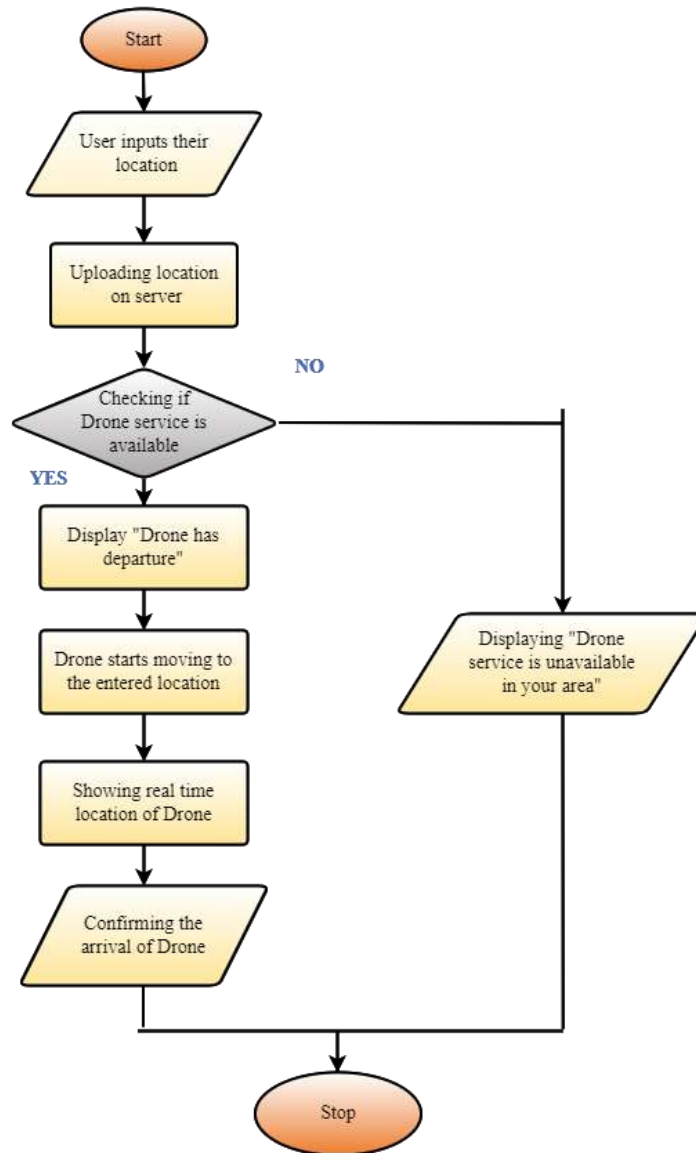 Start
User inputs their
location
Uploading location
on server
NO
Checking if
Drone service is
available
YES
Display "Drone has
departure"
Drone starts moving to
the entered location
Displaying "Drone
service is unavailable
in your area"
Showing real time
location of Drone
Confirming the
arrival of Drone
Stop